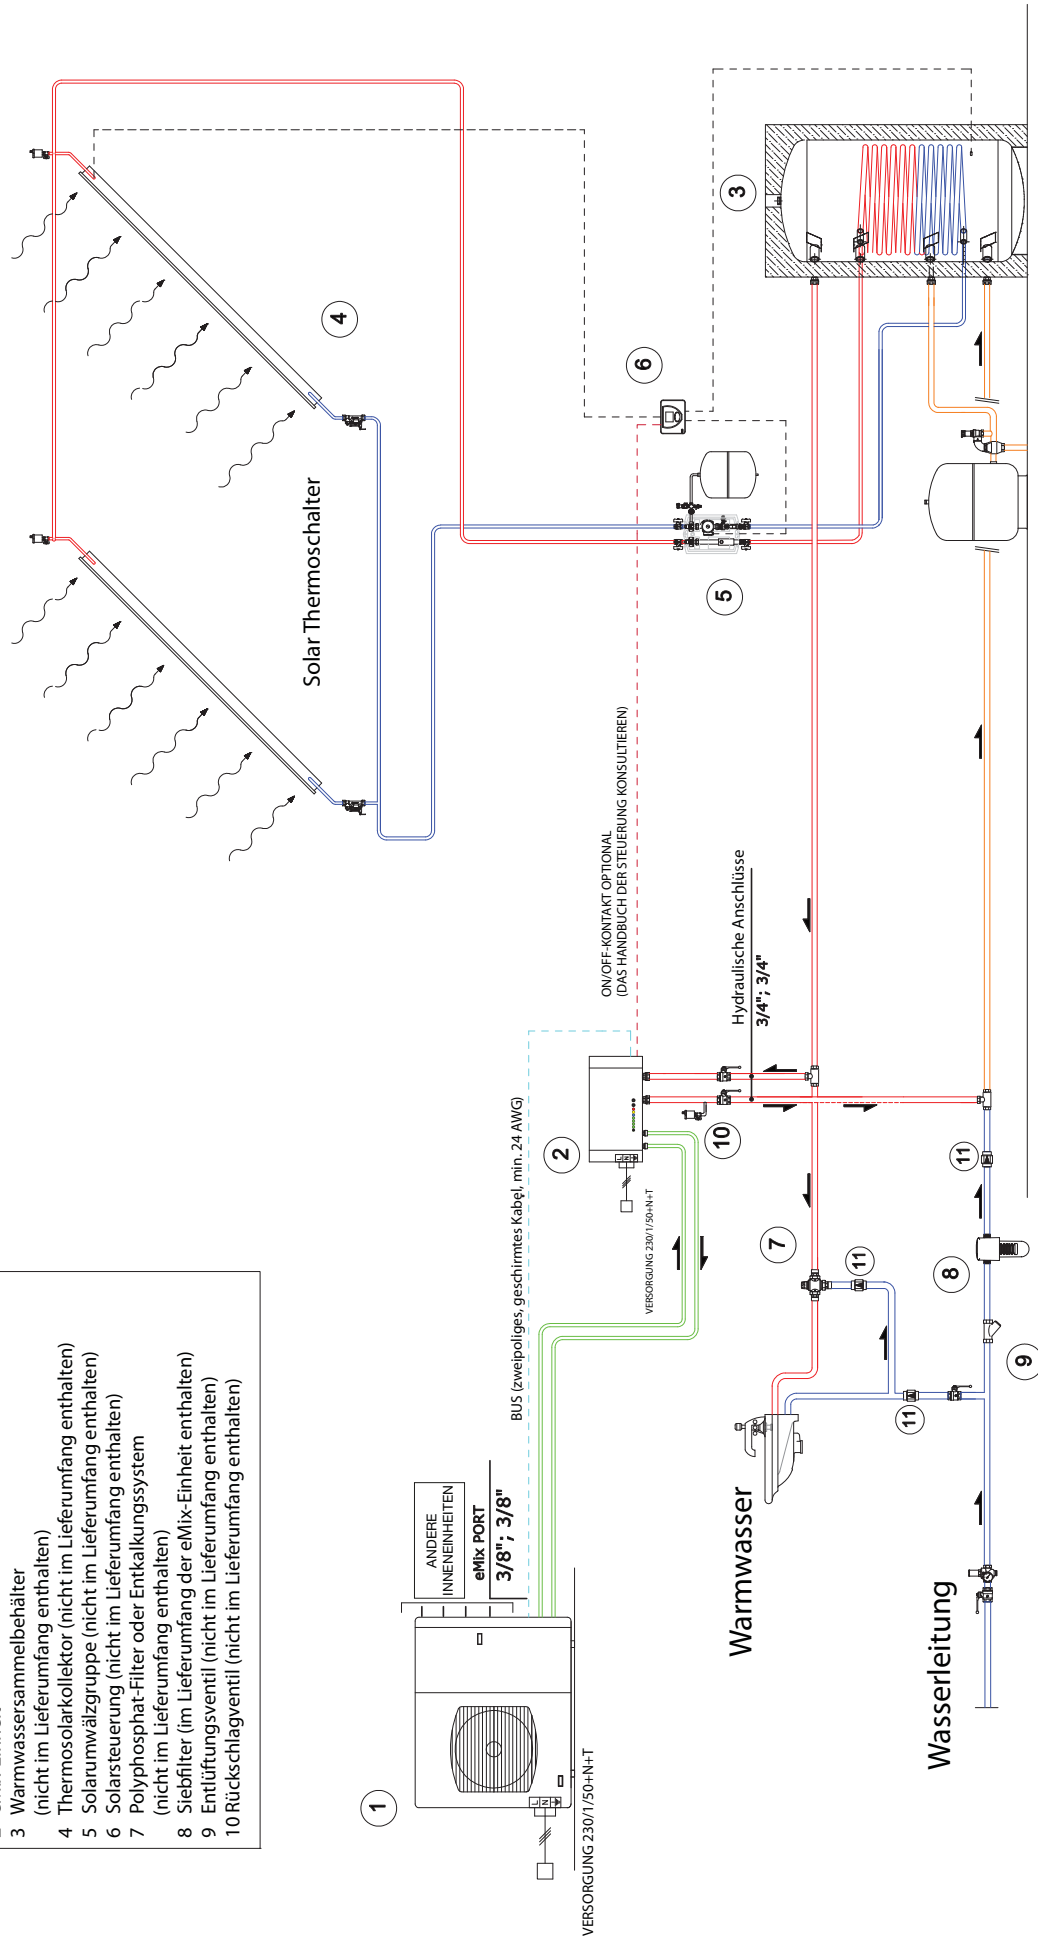 3 Warmwassersammelbehälter
(nicht im Lieferumfang enthalten)
4 Thermosolarkollektor (nicht im Lieferumfang enthalten)
5 Solarumwälzgruppe (nicht im Lieferumfang enthalten)
6 Solarsteuerung (nicht im Lieferumfang enthalten)
7 Polyphosphat-Filter oder Entkalkungssystem
(nicht im Lieferumfang enthalten)
8 Siebfilter (im Lieferumfang der eMix-Einheit enthalten)
9 Entlüftungsventil (nicht im Lieferumfang enthalten)
10 Rückschlagventil (nicht im Lieferumfang enthalten)
1
VERSORGUNG 230/1/50+N+T
L
N
ANDERE
INNENEINHEITEN
eMix PORT
3/8"; 3/8"
BUS (zweipoliges, geschirmtes Kabel, min. 24 AWG)
2
L
N
VERSORGUNG 230/1/50+N+T
10
ON/OFF-KONTAKT OPTIONAL
(DAS HANDBUCH DER STEUERUNG KONSULTIEREN)
Hydraulische Anschlüsse
3/4"; 3/4"
Solar Thermoschalter
4
6
5
3
7
11
11
11
8
9
Warmwasser
Wasserleitung